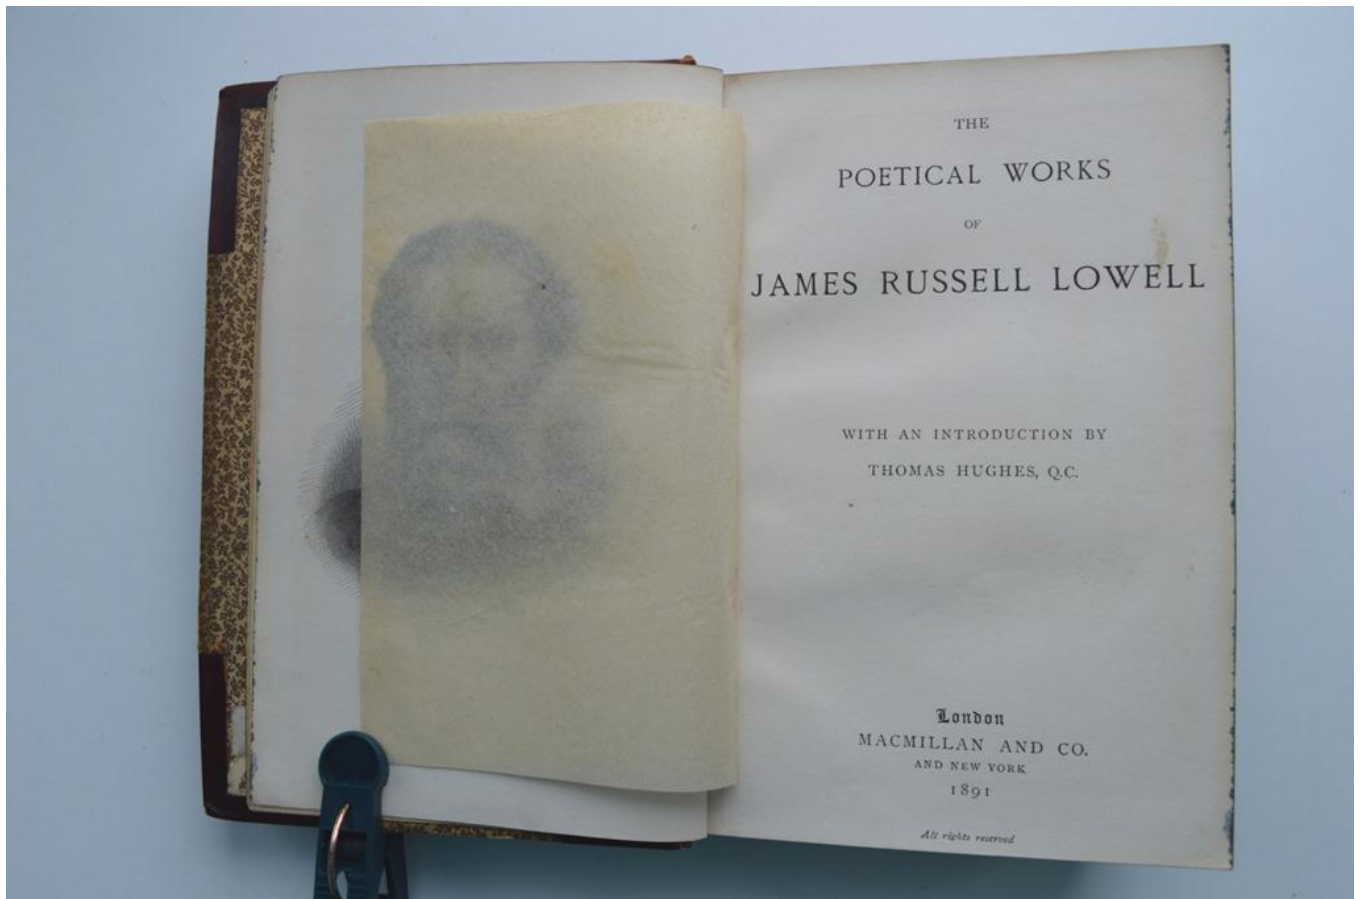 THE
POETICAL WORKS
OF
JAMES RUSSELL LOWELL
WITH AN INTRODUCTION BY
THOMAS HUGHES, Q.C.
London
MACMILLAN AND CO.
AND NEW YORK
1891
All rights reserved